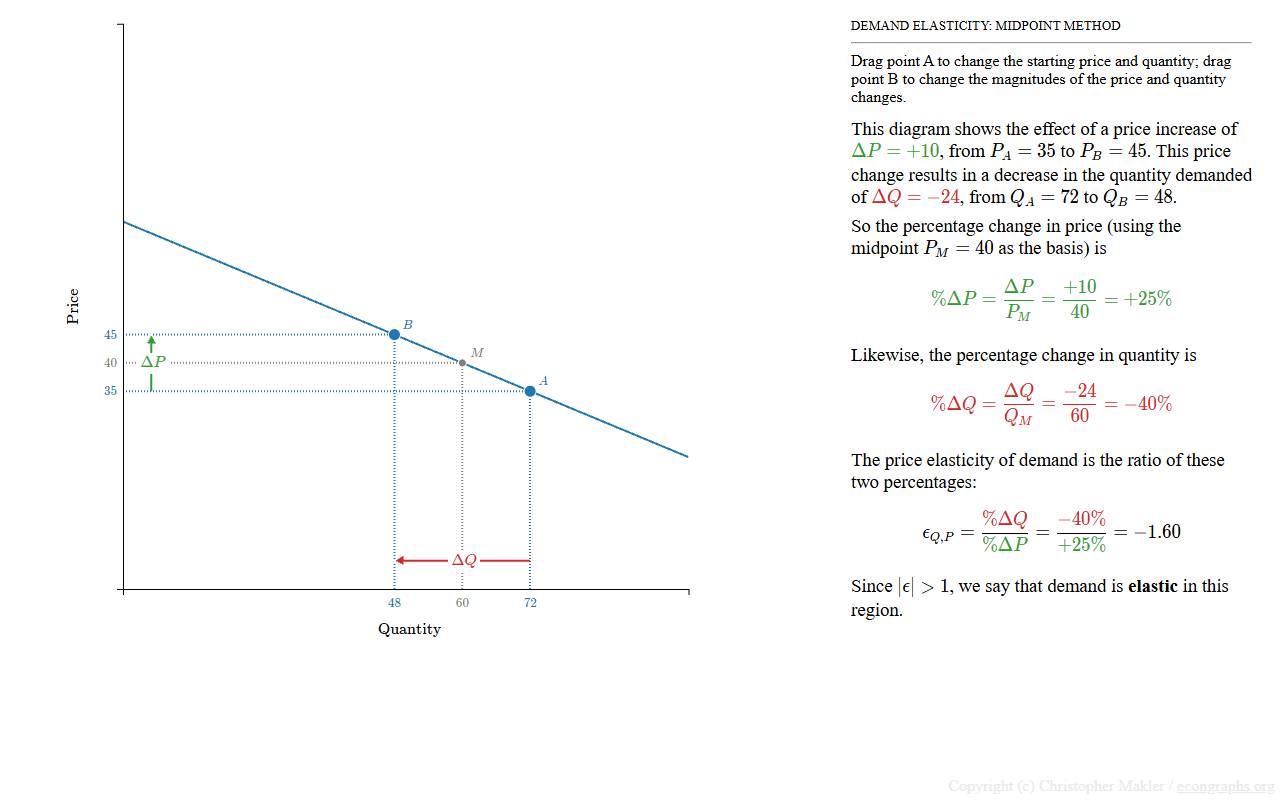 DEMAND ELASTICITY: MIDPOINT METHOD
Drag point A to change the starting price and quantity; drag
point B to change the magnitudes of the price and quantity
changes.
This diagram shows the effect of a price increase of
ΔP = +10, from P_A = 35 to P_B = 45. This price
change results in a decrease in the quantity demanded
of ΔQ = −24, from Q_A = 72 to Q_B = 48.
So the percentage change in price (using the
midpoint P_M = 40 as the basis) is
%ΔP = ΔP/P_M = +10/40 = +25%
Likewise, the percentage change in quantity is
%ΔQ = ΔQ/Q_M = −24/60 = −40%
The price elasticity of demand is the ratio of these
two percentages:
ϵ_Q,P = %ΔQ/%ΔP = −40%/+25% = −1.60
Since |ϵ| > 1, we say that demand is elastic in this
region.
Price
45
40
35
ΔP
B
M
A
ΔQ
48
60
72
Quantity
Copyright (c) Christopher Makler / econgraphs.org